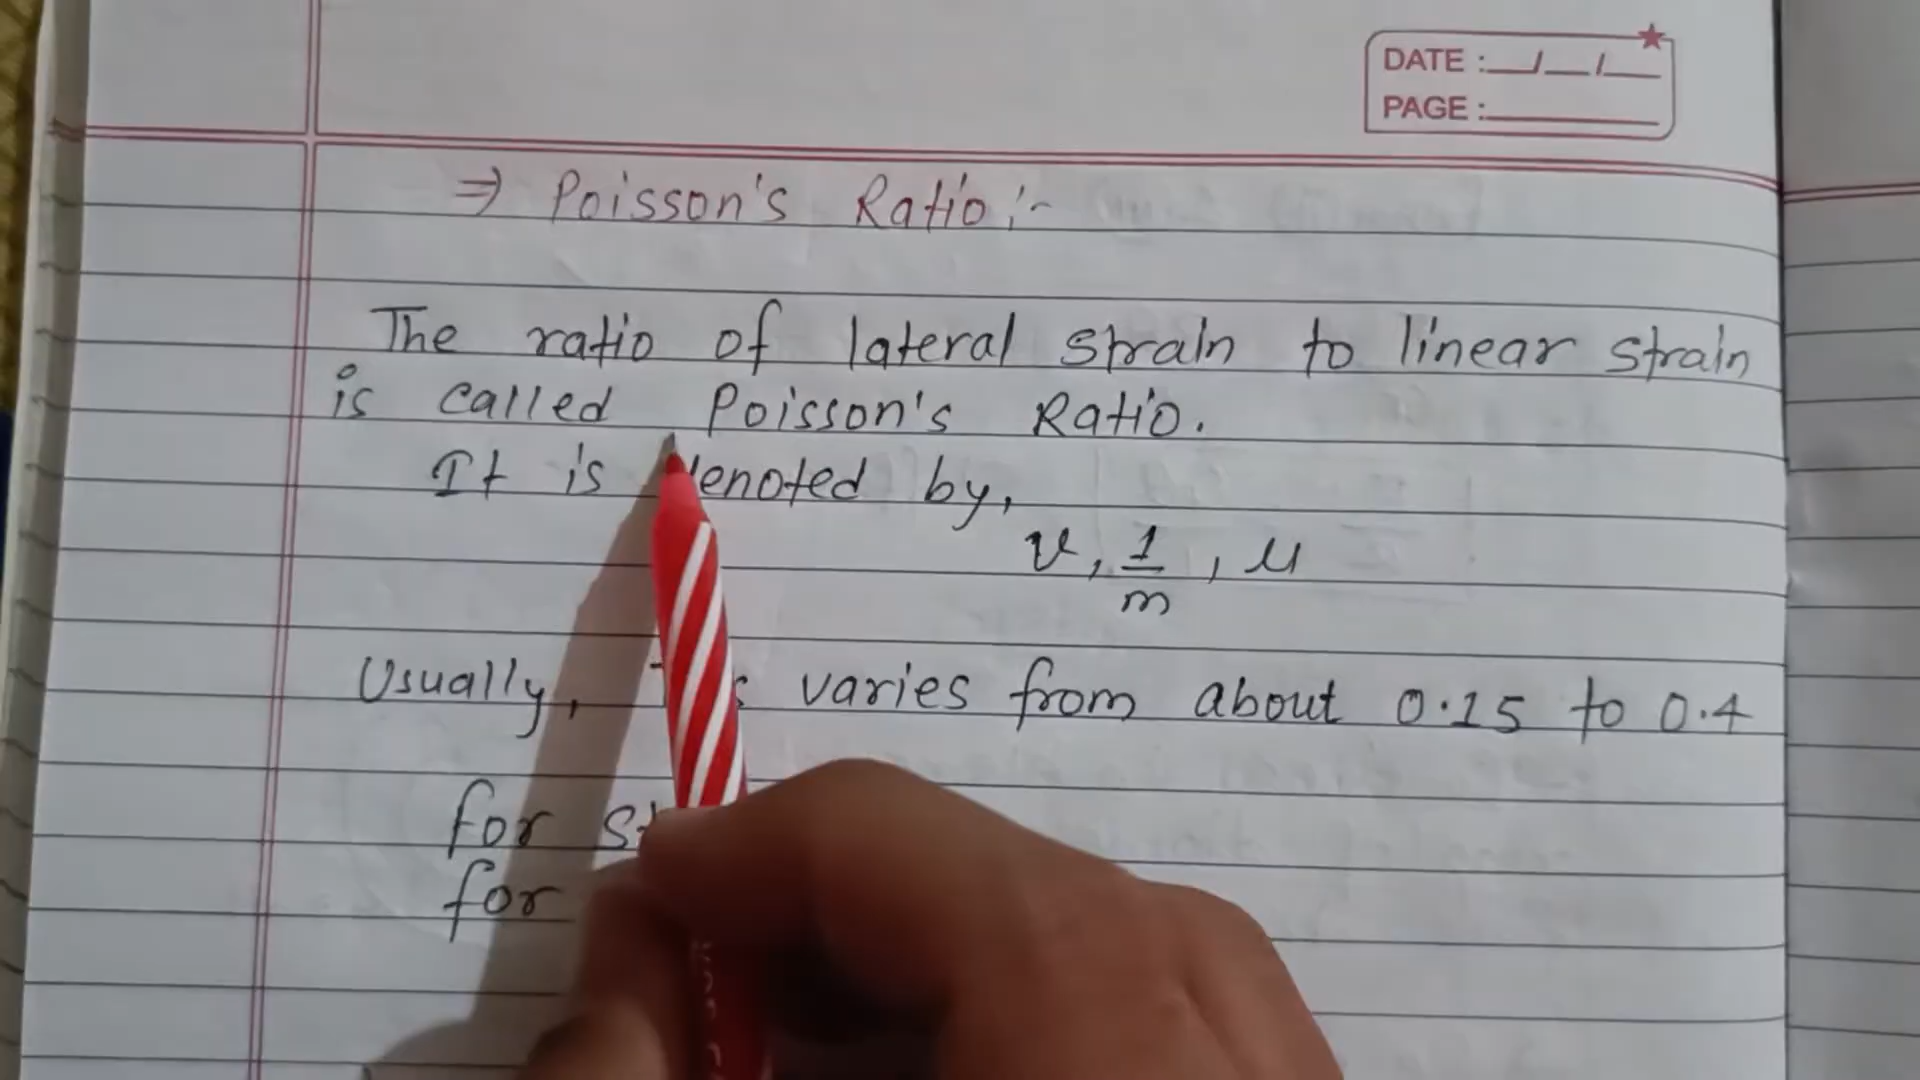 DATE : __/__/__
PAGE : ______
⇒ Poisson's Ratio :-
The ratio of lateral strain to linear strain
is called Poisson's Ratio.
It is denoted by,
ν, 1/m, μ
Usually, varies from about 0.15 to 0.4
for
for